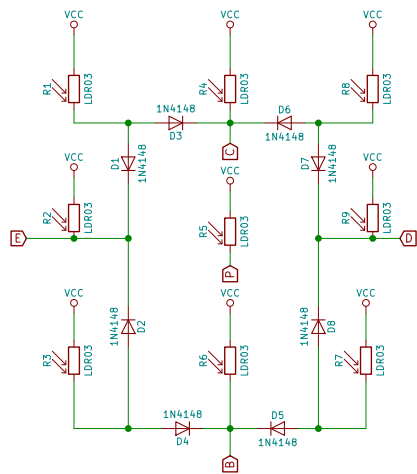 VCC
VCC
VCC
R1
LDR03
R4
LDR03
R8
LDR03
1N4148
D3
D6
1N4148
C
D1
1N4148
D7
1N4148
VCC
VCC
VCC
R2
LDR03
R5
LDR03
R9
LDR03
E
D
P
VCC
VCC
VCC
1N4148
D2
1N4148
D8
R3
LDR03
R6
LDR03
R7
LDR03
1N4148
D4
D5
1N4148
B